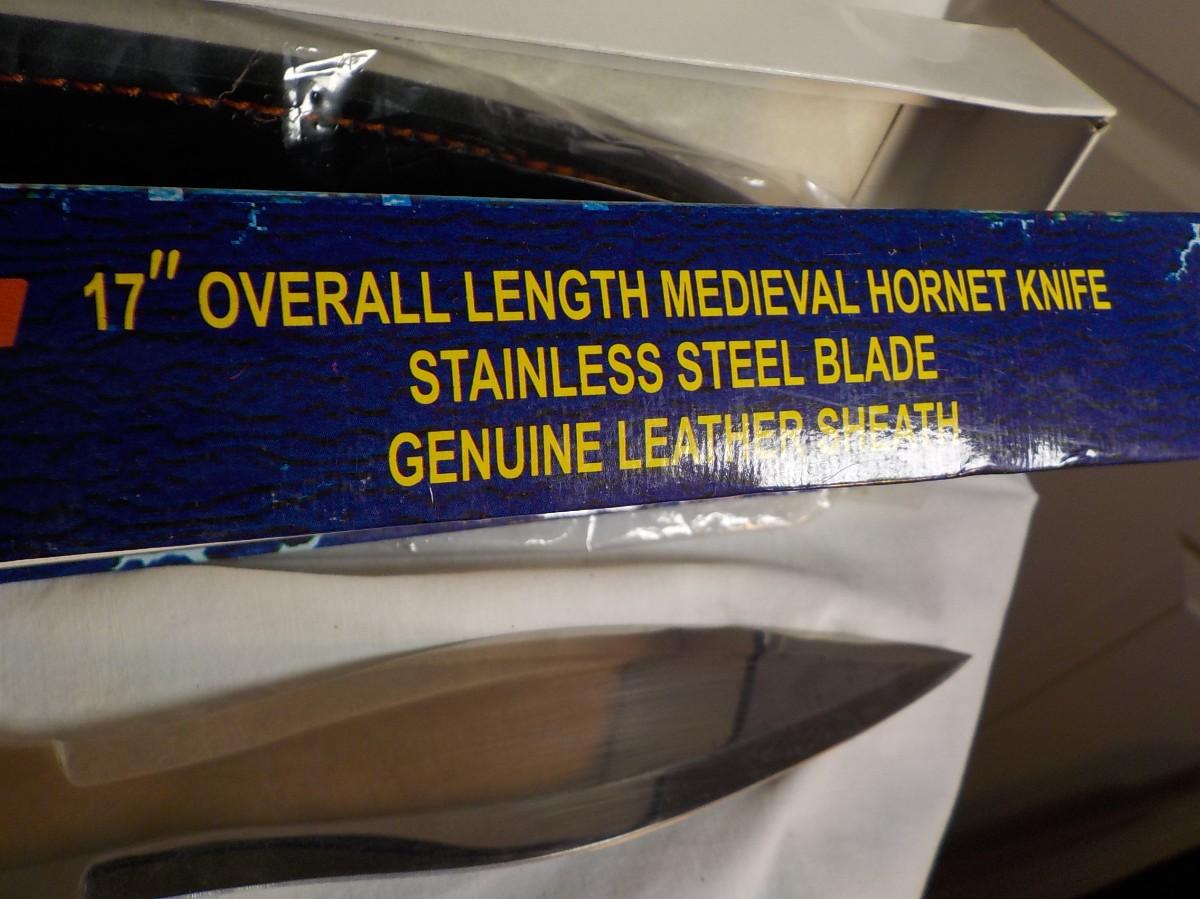 17" OVERALL LENGTH MEDIEVAL HORNET KNIFE
STAINLESS STEEL BLADE
GENUINE LEATHER SHEATH